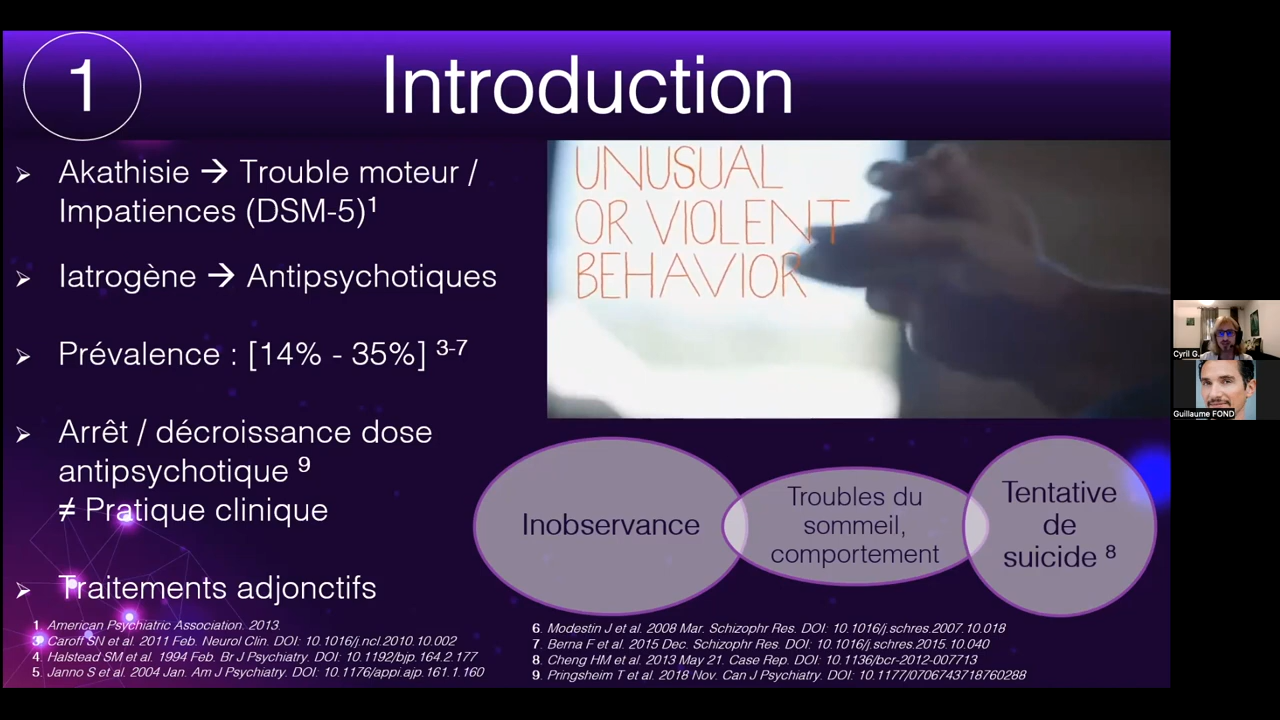 1
Introduction
➢ Akathisie → Trouble moteur /
Impatiences (DSM-5)¹
➢ Iatrogène → Antipsychotiques
➢ Prévalence : [14% - 35%] ³⁻⁷
➢ Arrêt / décroissance dose
antipsychotique ⁹
≠ Pratique clinique
➢ Traitements adjonctifs
UNUSUAL
OR VIOLENT
BEHAVIOR
Inobservance
Troubles du
sommeil,
comportement
Tentative
de
suicide ⁸
1. American Psychiatric Association. 2013.
3. Caroff SN et al. 2011 Feb. Neurol Clin. DOI: 10.1016/j.ncl.2010.10.002
4. Halstead SM et al. 1994 Feb. Br J Psychiatry. DOI: 10.1192/bjp.164.2.177
5. Janno S et al. 2004 Jan. Am J Psychiatry. DOI: 10.1176/appi.ajp.161.1.160
6. Modestin J et al. 2008 Mar. Schizophr Res. DOI: 10.1016/j.schres.2007.10.018
7. Berna F et al. 2015 Dec. Schizophr Res. DOI: 10.1016/j.schres.2015.10.040
8. Cheng HM et al. 2013 May 21. Case Rep. DOI: 10.1136/bcr-2012-007713
9. Pringsheim T et al. 2018 Nov. Can J Psychiatry. DOI: 10.1177/0706743718760288
Cyril G.
Guillaume FOND